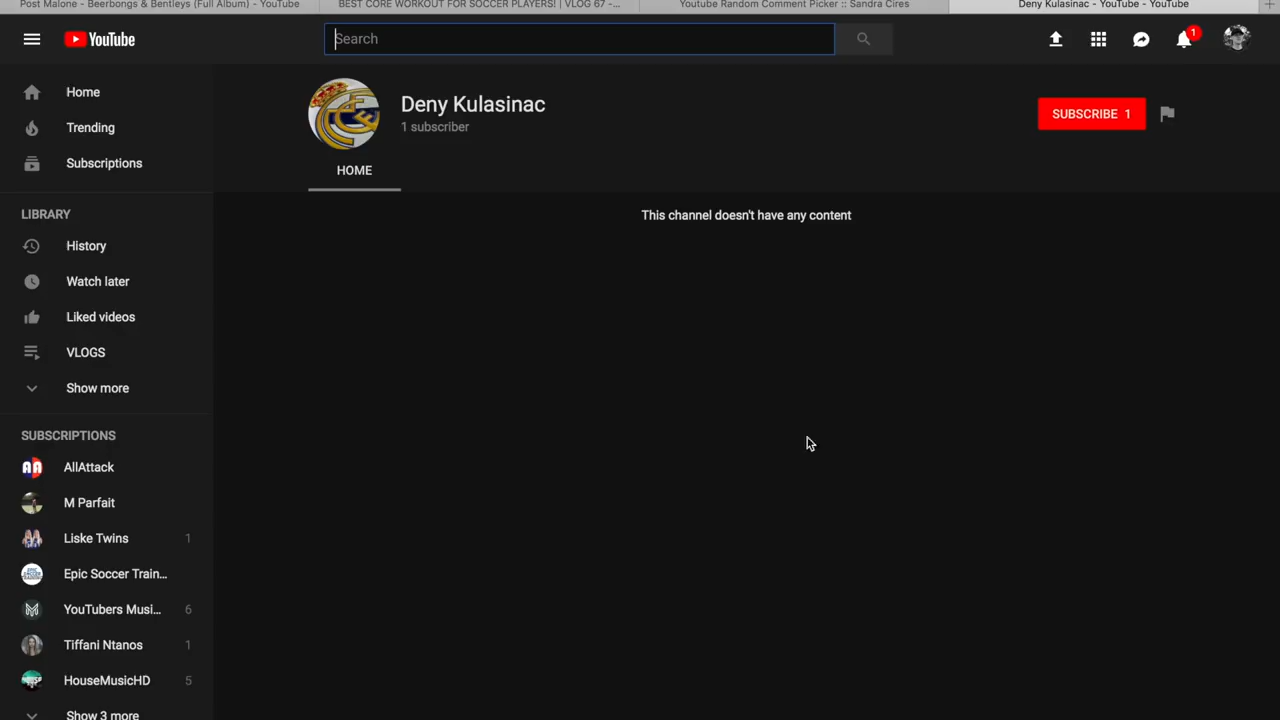 Post Malone - Beerbongs & Bentleys (Full Album) - YouTube
BEST CORE WORKOUT FOR SOCCER PLAYERS! | VLOG 67 -...
Youtube Random Comment Picker :: Sandra Cires
Deny Kulasinac - YouTube - YouTube
YouTube
Search
1
Home
Trending
Subscriptions
LIBRARY
History
Watch later
Liked videos
VLOGS
Show more
SUBSCRIPTIONS
AllAttack
M Parfait
Liske Twins 1
Epic Soccer Train...
YouTubers Musi... 6
Tiffani Ntanos 1
HouseMusicHD 5
Show 3 more
Deny Kulasinac
1 subscriber
SUBSCRIBE 1
HOME
This channel doesn't have any content